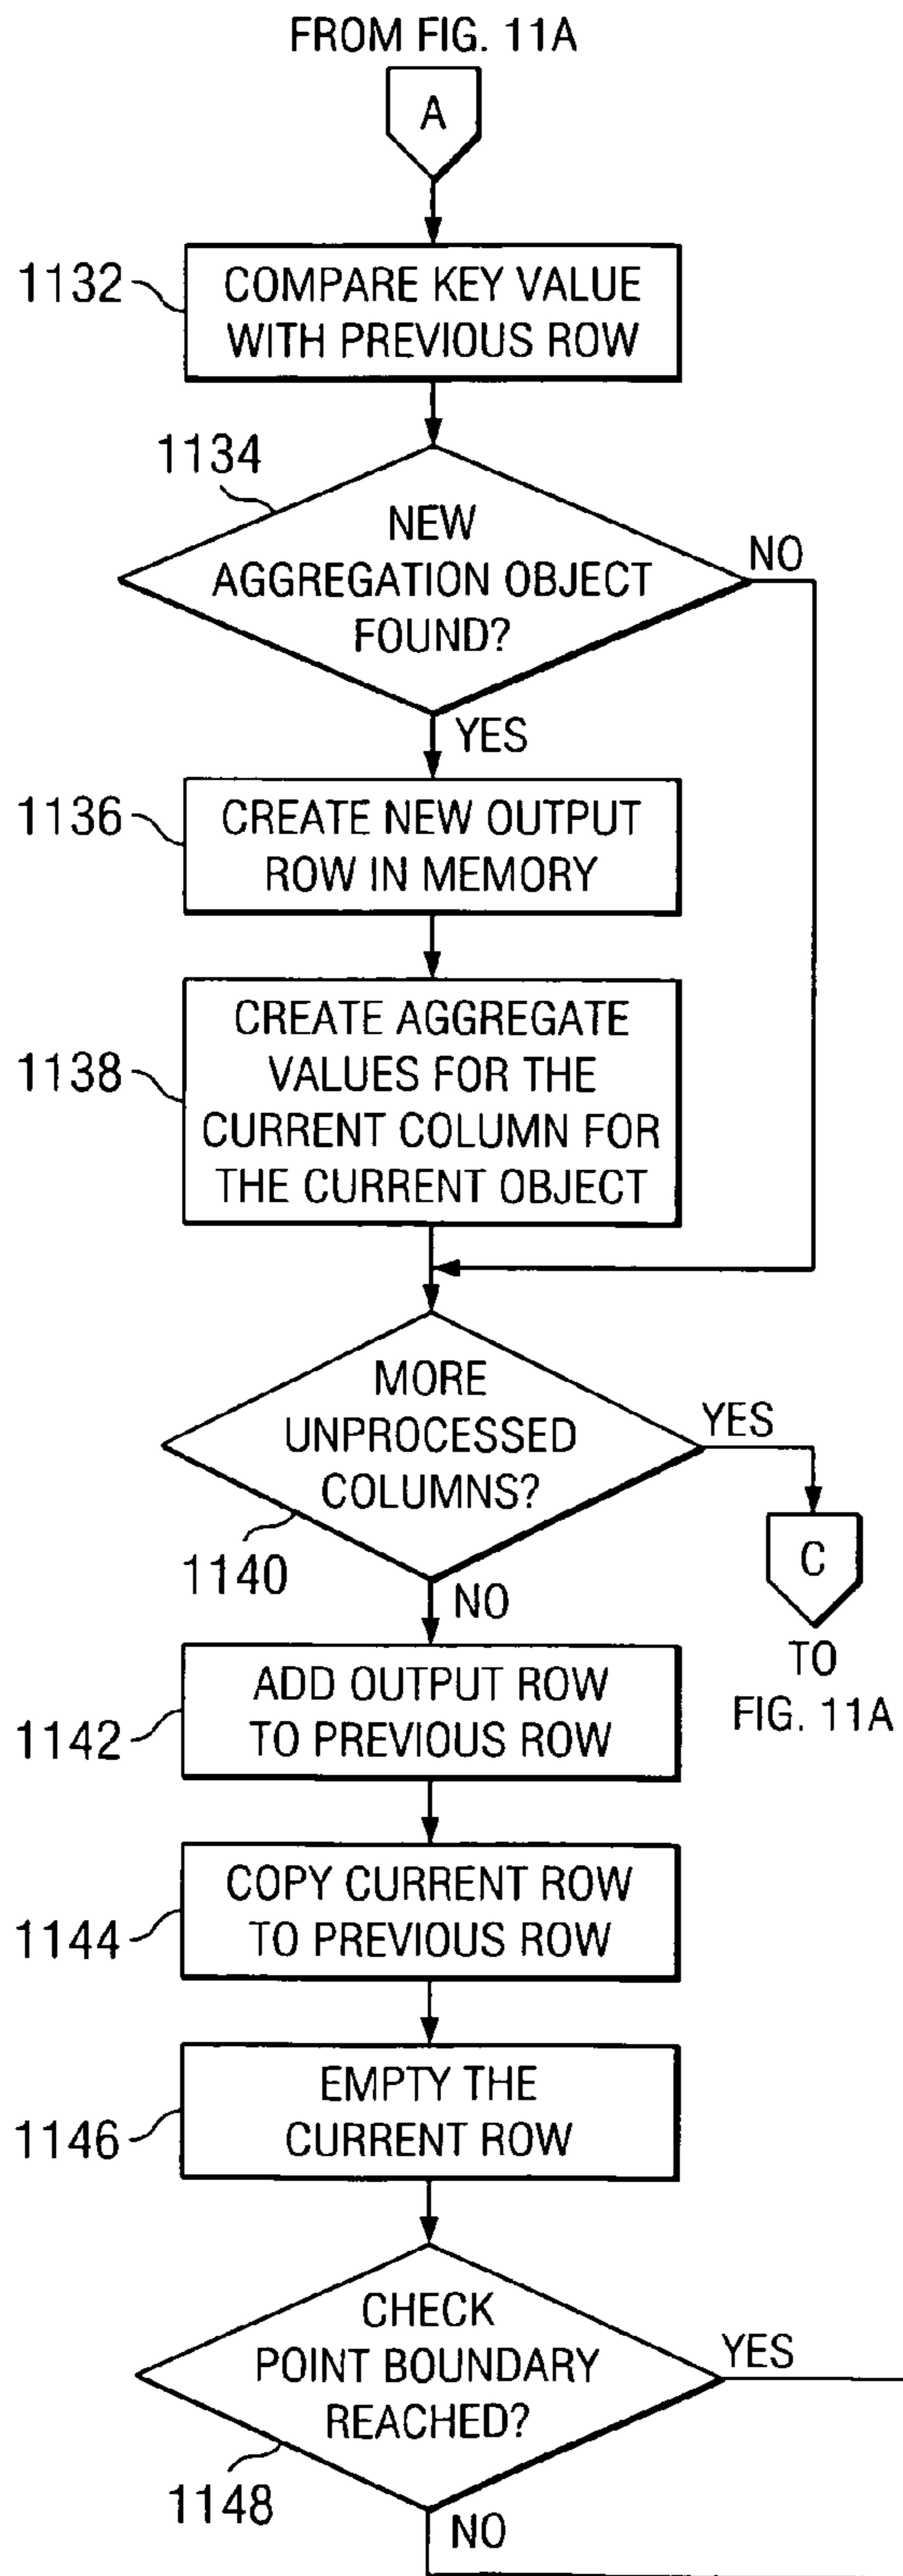 FROM FIG. 11A
A
1132
COMPARE KEY VALUE
WITH PREVIOUS ROW
1134
NEW
AGGREGATION OBJECT
FOUND?
NO
YES
1136
CREATE NEW OUTPUT
ROW IN MEMORY
1138
CREATE AGGREGATE
VALUES FOR THE
CURRENT COLUMN FOR
THE CURRENT OBJECT
MORE
UNPROCESSED
COLUMNS?
YES
1140
NO
C
TO
FIG. 11A
1142
ADD OUTPUT ROW
TO PREVIOUS ROW
1144
COPY CURRENT ROW
TO PREVIOUS ROW
1146
EMPTY THE
CURRENT ROW
CHECK
POINT BOUNDARY
REACHED?
YES
1148
NO